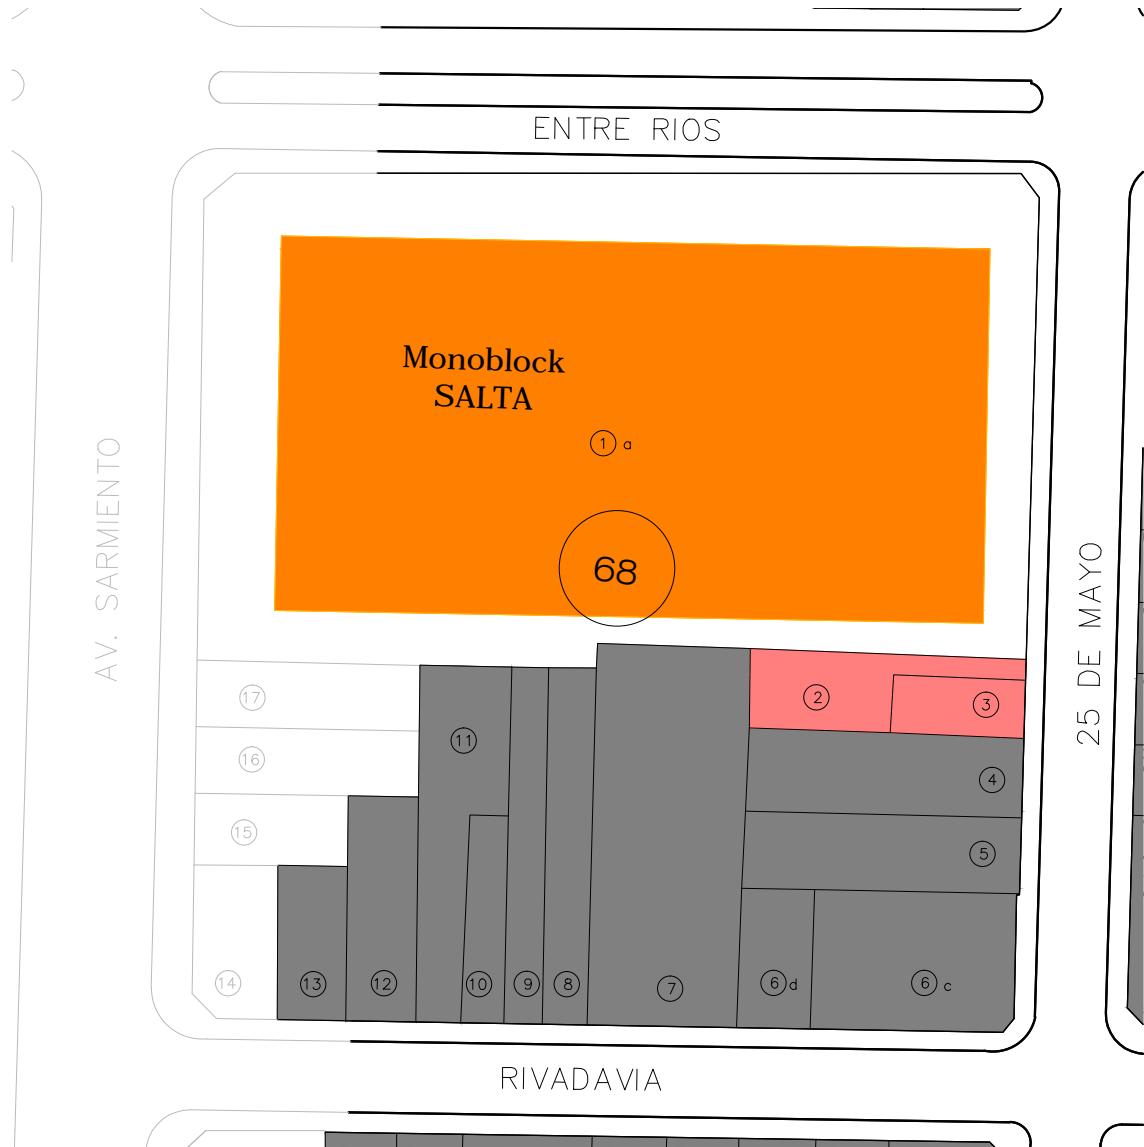 ENTRE RIOS
Monoblock
SALTA
1 a
68
AV. SARMIENTO
25 DE MAYO
17
2
3
11
16
4
15
5
14
13
12
10
9
8
7
6 d
6 c
RIVADAVIA